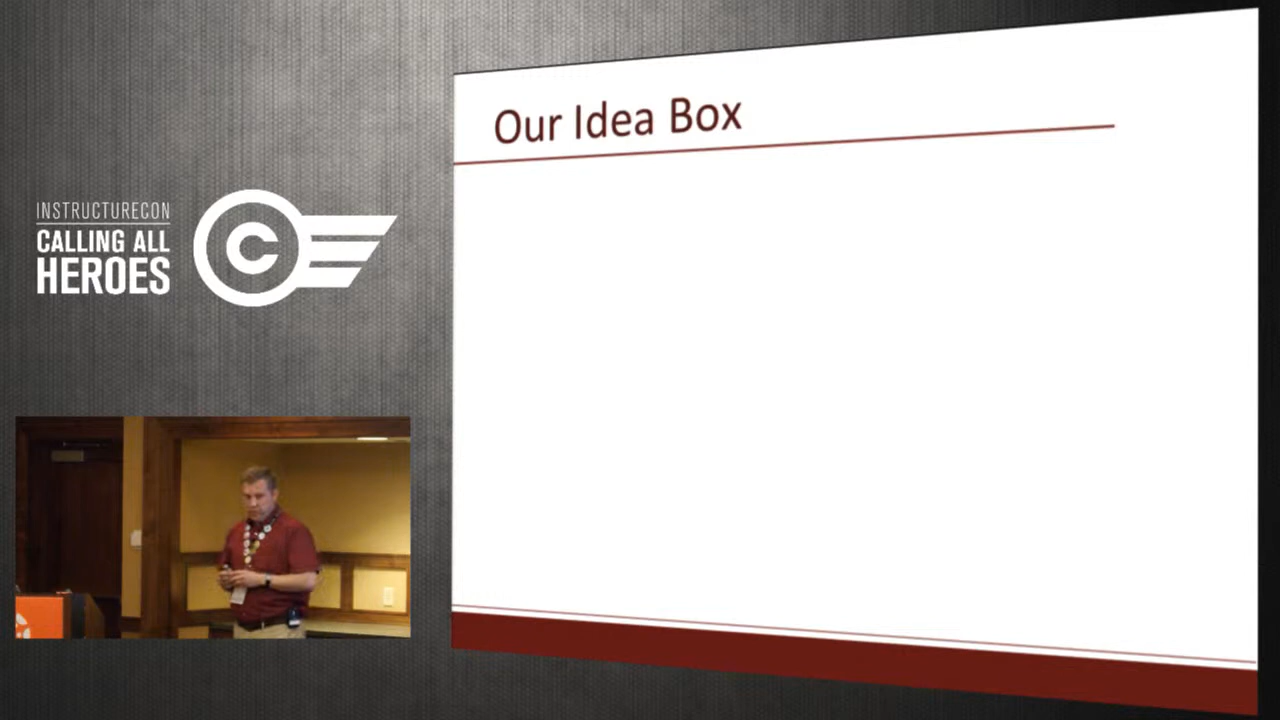 Our Idea Box
INSTRUCTURECON
CALLING ALL
HEROES
C